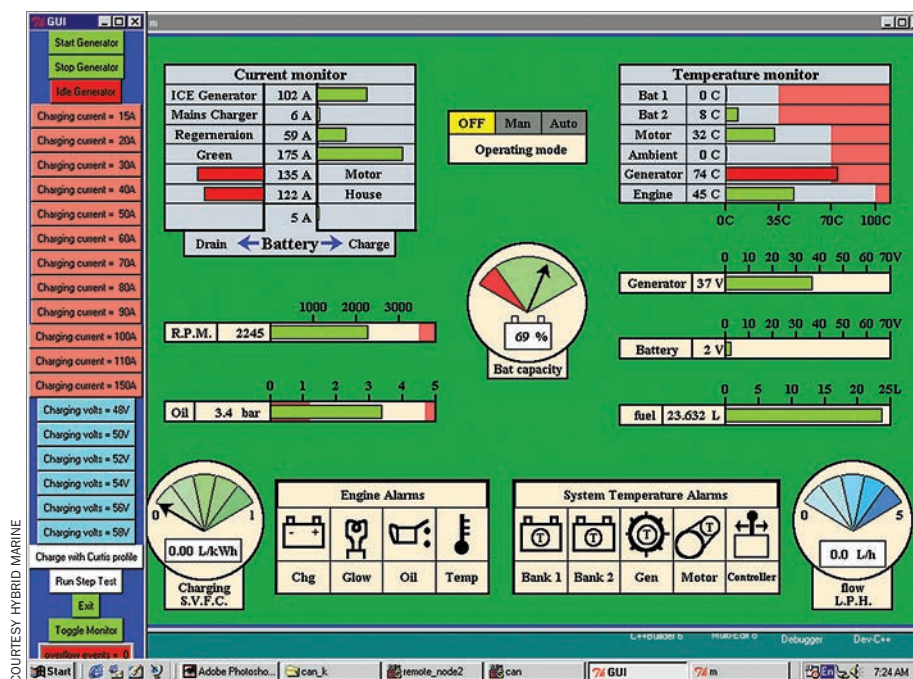 GUI
m
Start Generator
Stop Generator
Idle Generator
Charging current = 15A
Charging current = 20A
Charging current = 30A
Charging current = 40A
Charging current = 50A
Charging current = 60A
Charging current = 70A
Charging current = 80A
Charging current = 90A
Charging current = 100A
Charging current = 110A
Charging current = 150A
Charging volts = 48V
Charging volts = 50V
Charging volts = 52V
Charging volts = 54V
Charging volts = 56V
Charging volts = 58V
Charge with Curtis profile
Run Step Test
Exit
Toggle Monitor
overflow events = 0
Current monitor
ICE Generator 102 A
Mains Charger 6 A
Regerneraion 59 A
Green 175 A
135 A Motor
122 A House
5 A
Drain Battery Charge
OFF Man Auto
Operating mode
Temperature monitor
Bat 1 0 C
Bat 2 8 C
Motor 32 C
Ambient 0 C
Generator 74 C
Engine 45 C
0C 35C 70C 100C
1000 2000 3000
R.P.M. 2245
0 1 2 3 4 5
Oil 3.4 bar
69 %
Bat capacity
0 10 20 30 40 50 60 70V
Generator 37 V
0 10 20 30 40 50 60 70V
Battery 2 V
0 5 10 15 20 25L
fuel 23.632 L
0 1
0.00 L/kWh
Charging
S.V.F.C.
Engine Alarms
- +
Chg Glow Oil Temp
System Temperature Alarms
T T T T
Bank 1 Bank 2 Gen Motor Controller
0 5
0.0 L/h
flow
L.P.H.
C++Builder 6 Multi-Edit 8 Debugger Dev-C++
Start Adobe Photosho... can_k remote_node2 can GUI m En 7:24 AM
COURTESY HYBRID MARINE